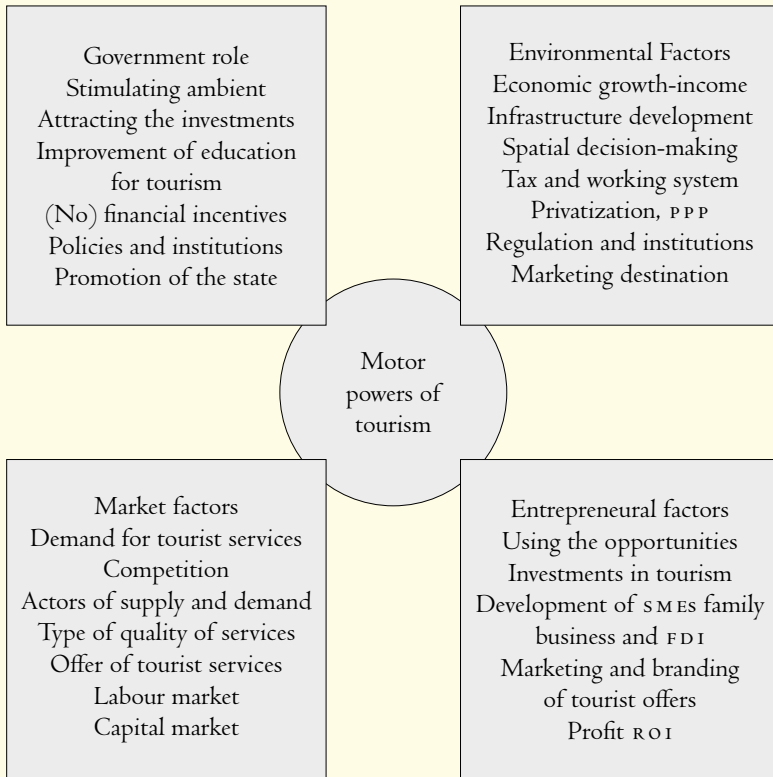 Government role
Stimulating ambient
Attracting the investments
Improvement of education
for tourism
(No) financial incentives
Policies and institutions
Promotion of the state
Environmental Factors
Economic growth-income
Infrastructure development
Spatial decision-making
Tax and working system
Privatization, PPP
Regulation and institutions
Marketing destination
Motor
powers of
tourism
Market factors
Demand for tourist services
Competition
Actors of supply and demand
Type of quality of services
Offer of tourist services
Labour market
Capital market
Entrepreneural factors
Using the opportunities
Investments in tourism
Development of SMEs family
business and FDI
Marketing and branding
of tourist offers
Profit ROI